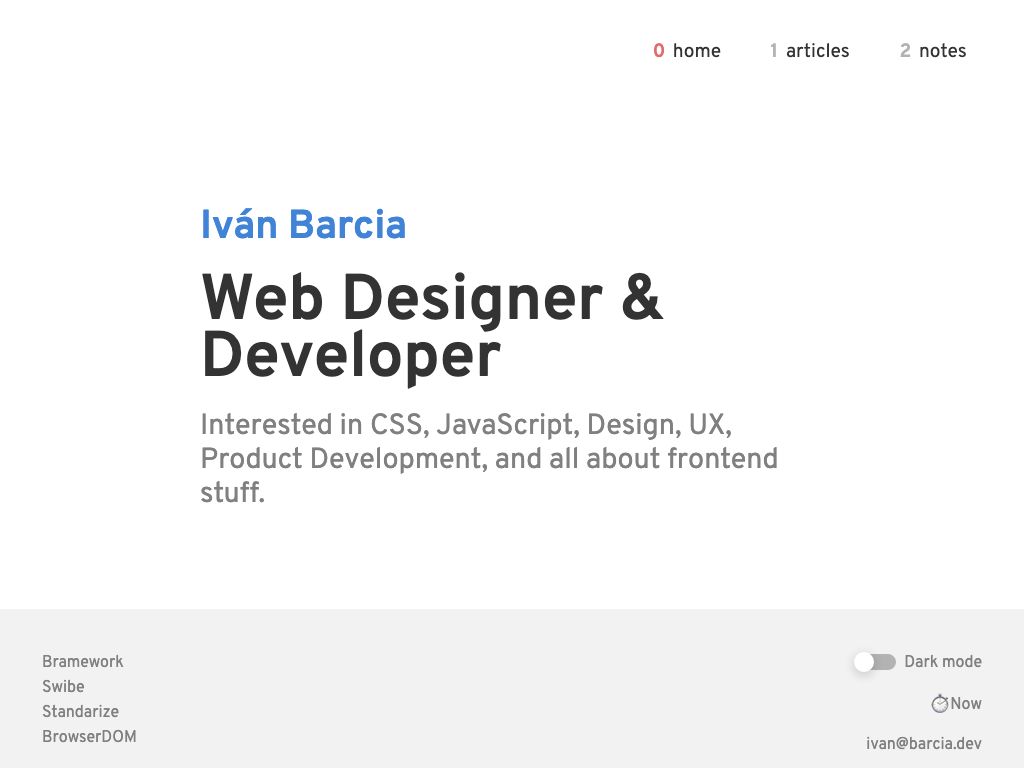 0 home 1 articles 2 notes
Iván Barcia
Web Designer &
Developer
Interested in CSS, JavaScript, Design, UX,
Product Development, and all about frontend
stuff.
Bramework
Swibe
Standarize
BrowserDOM
Dark mode
⏱Now
ivan@barcia.dev